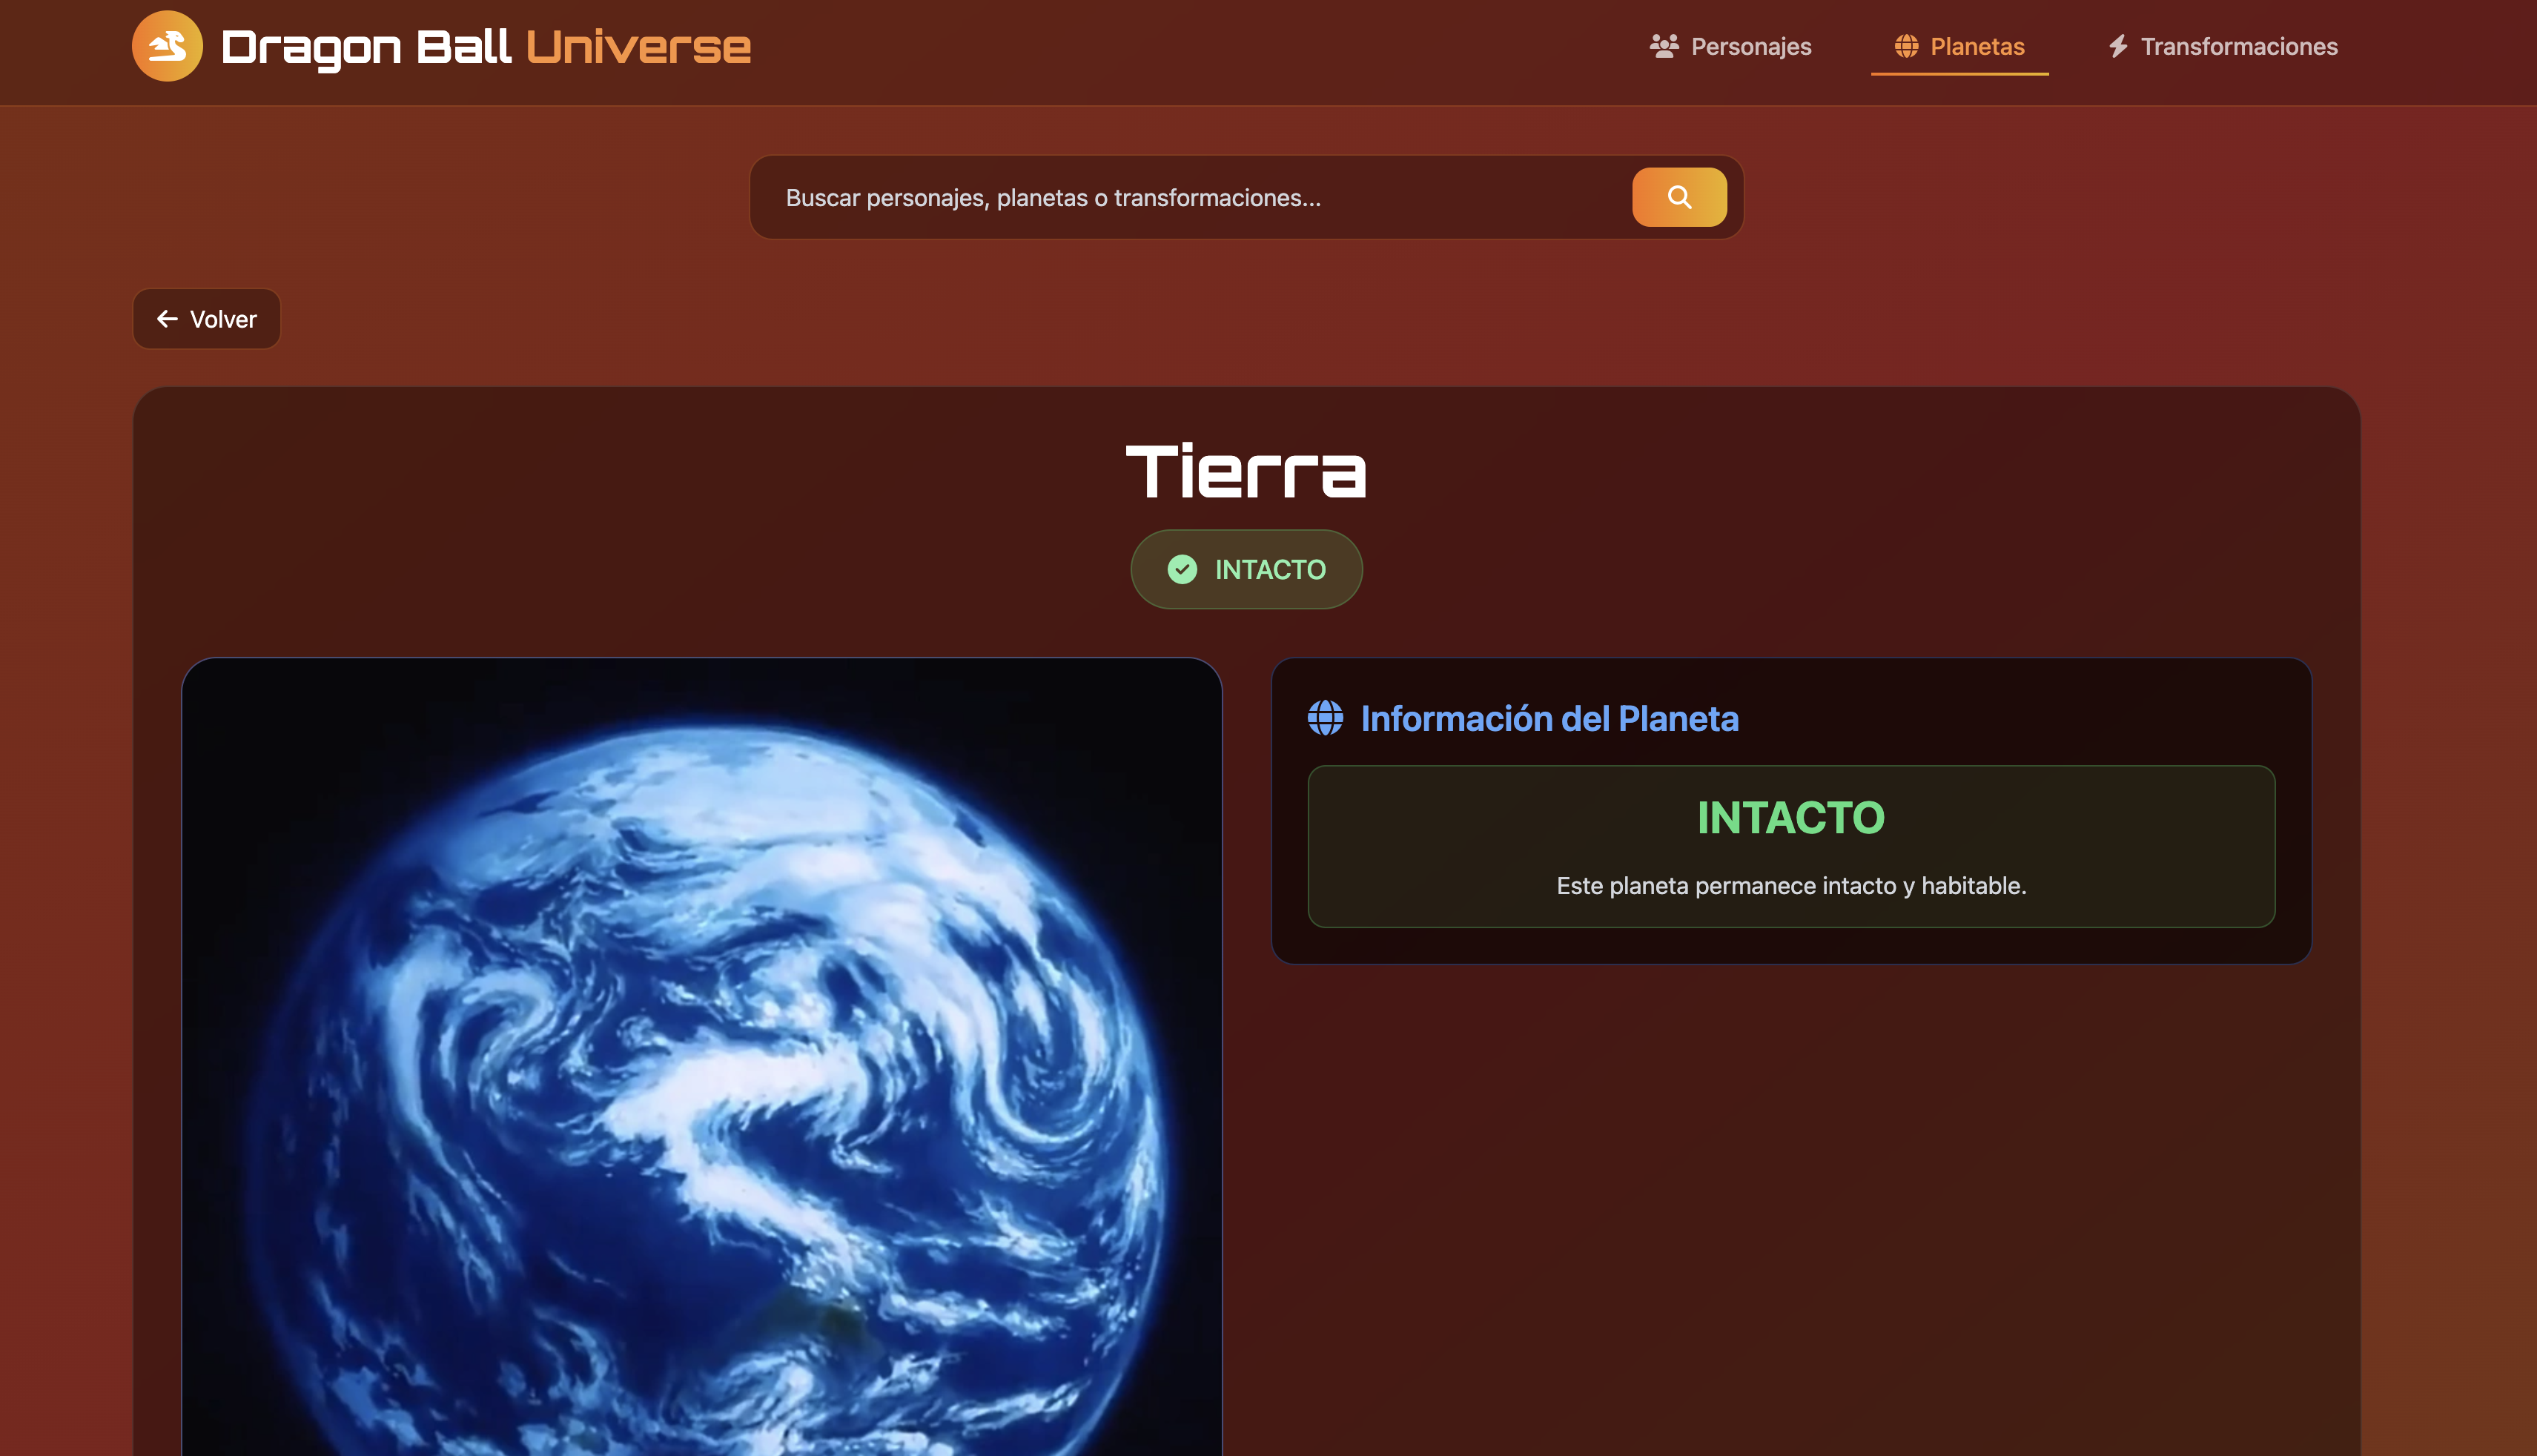 Dragon Ball Universe
Personajes
Planetas
Transformaciones
Buscar personajes, planetas o transformaciones...
Volver
Tierra
INTACTO
Información del Planeta
INTACTO
Este planeta permanece intacto y habitable.